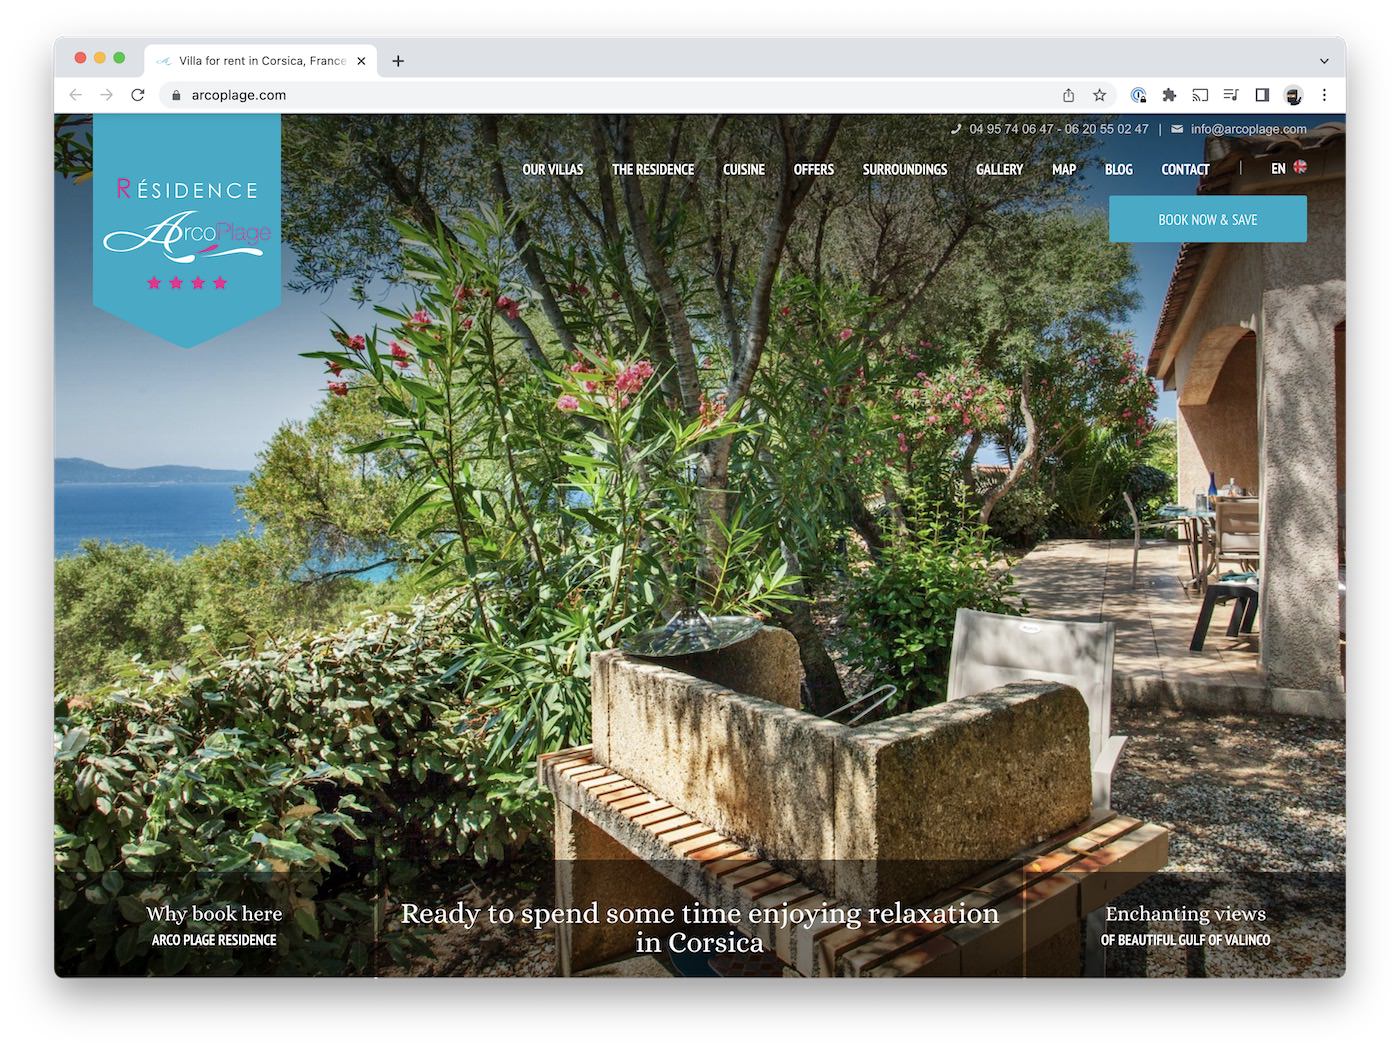 Villa for rent in Corsica, France
arcoplage.com
04 95 74 06 47 - 06 20 55 02 47 | info@arcoplage.com
OUR VILLAS THE RESIDENCE CUISINE OFFERS SURROUNDINGS GALLERY MAP BLOG CONTACT | EN
RÉSIDENCE
ArcoPlage
BOOK NOW & SAVE
Why book here
ARCO PLAGE RESIDENCE
Ready to spend some time enjoying relaxation
in Corsica
Enchanting views
OF BEAUTIFUL GULF OF VALINCO